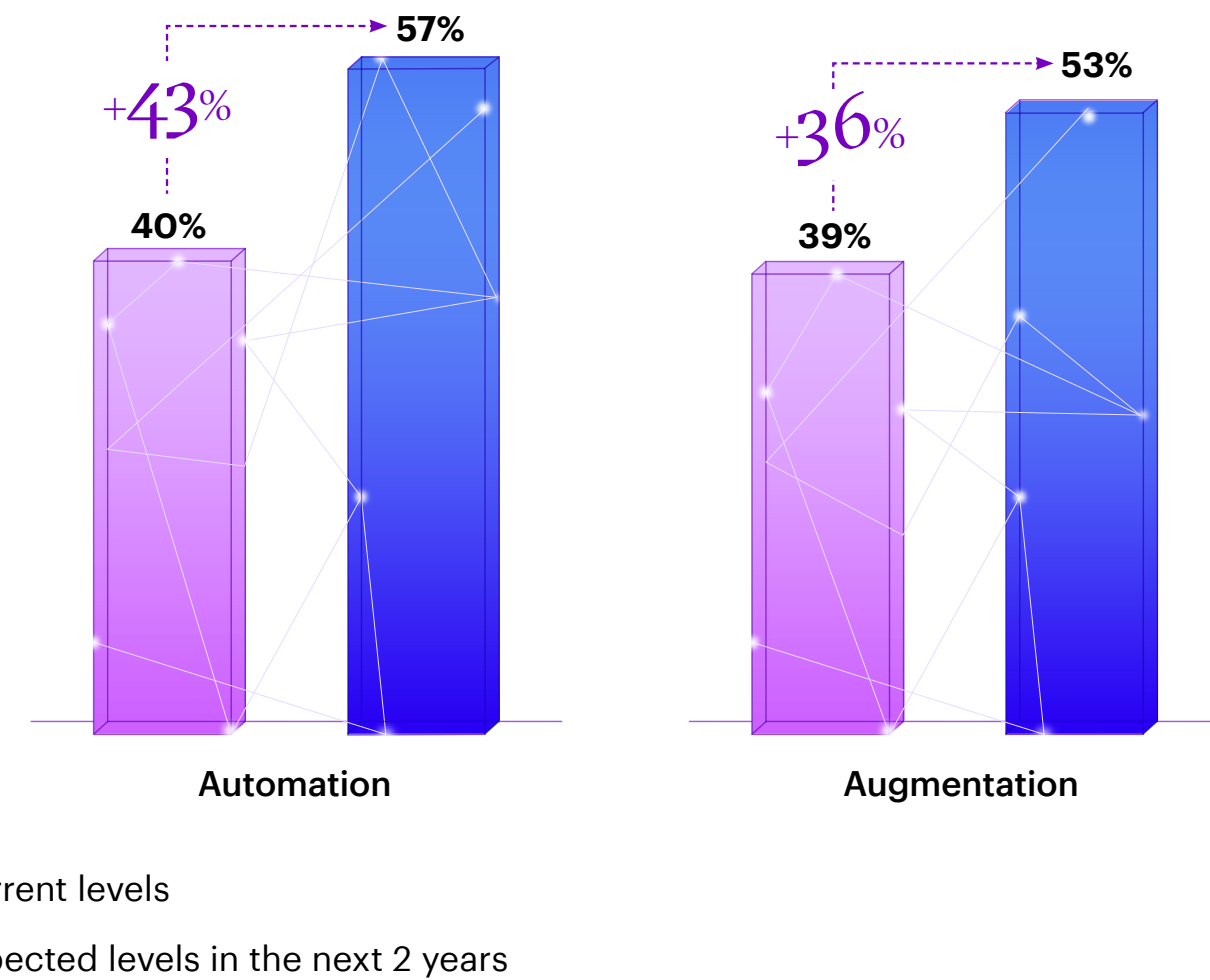 57%
+43%
40%
53%
+36%
39%
Automation
Augmentation
rrent levels
pected levels in the next 2 years